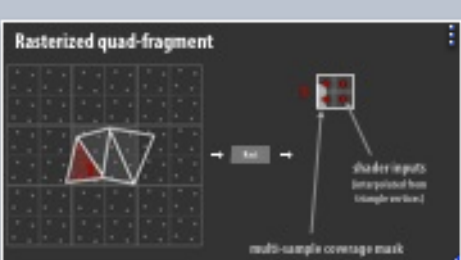 Rasterized quad-fragment
shader inputs
(interpolated from
triangle vertices)
multi-sample coverage mask